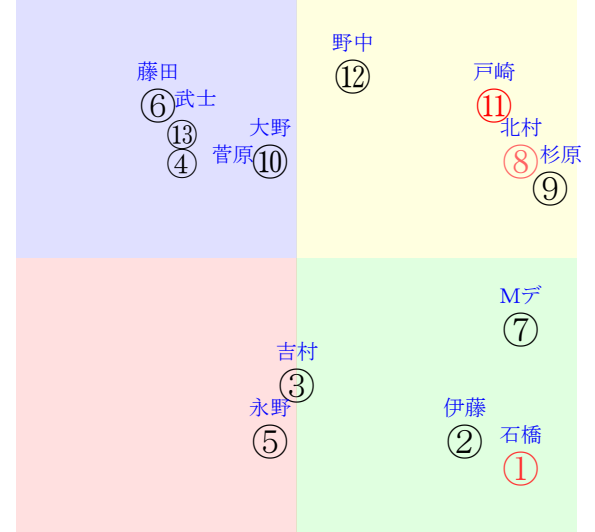 野中
⑫
藤田
⑥
武士
⑬
④
菅原
大野
⑩
戸崎
⑪
北村
⑧
杉原
⑨
Mデ
⑦
吉村
③
永野
⑤
伊藤
②
石橋
①